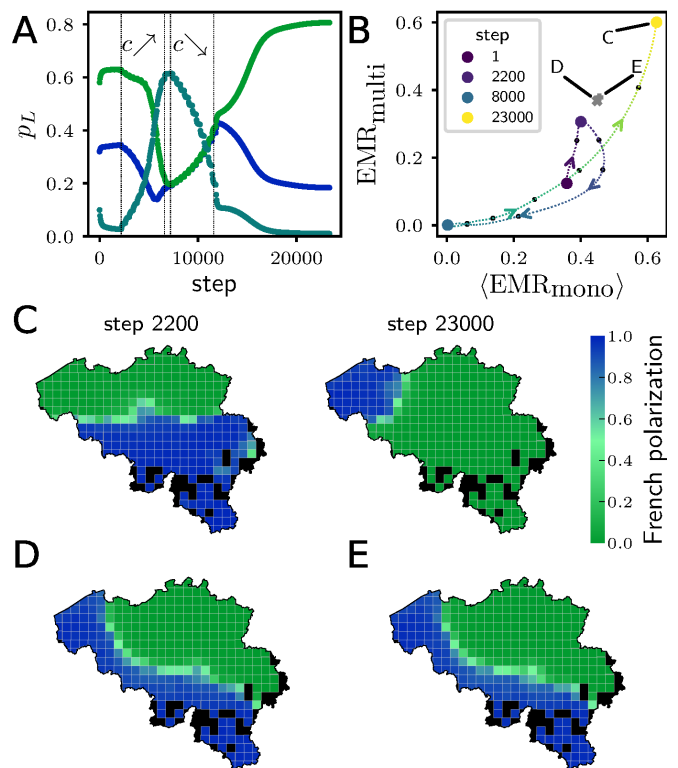 A
B
0.8
0.6
0.4
0.2
0.0
p_L
c ↗
c ↘
0
10000
20000
step
0.6
0.4
0.2
0.0
EMR_multi
step
1
2200
8000
23000
C
D
E
0.0
0.2
0.4
0.6
⟨EMR_mono⟩
C
step 2200
step 23000
1.0
0.8
0.6
0.4
0.2
0.0
French polarization
D
E